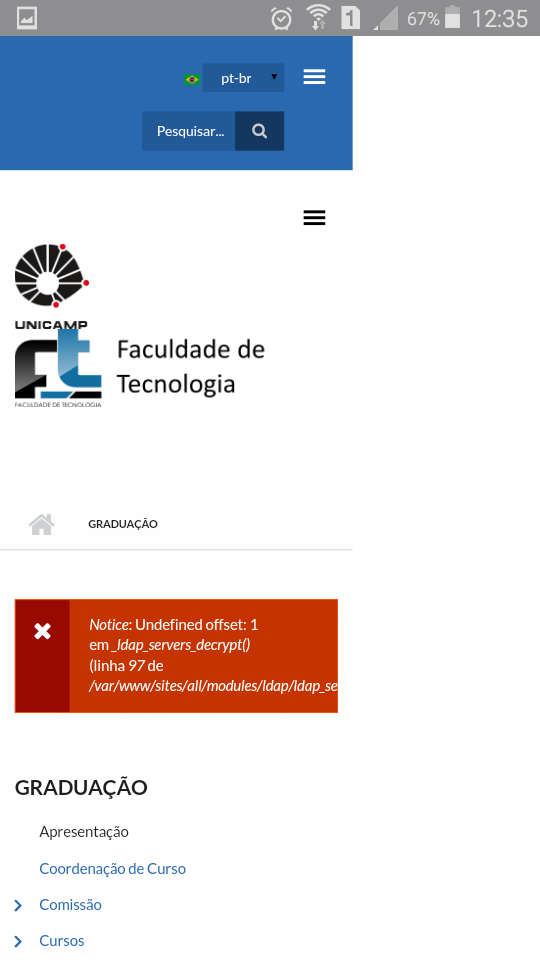 67% 12:35
pt-br
Pesquisar...
UNICAMP
Faculdade de
Tecnologia
FACULDADE DE TECNOLOGIA
GRADUAÇÃO
Notice: Undefined offset: 1
em _ldap_servers_decrypt()
(linha 97 de
/var/www/sites/all/modules/ldap/ldap_se
GRADUAÇÃO
Apresentação
Coordenação de Curso
Comissão
Cursos